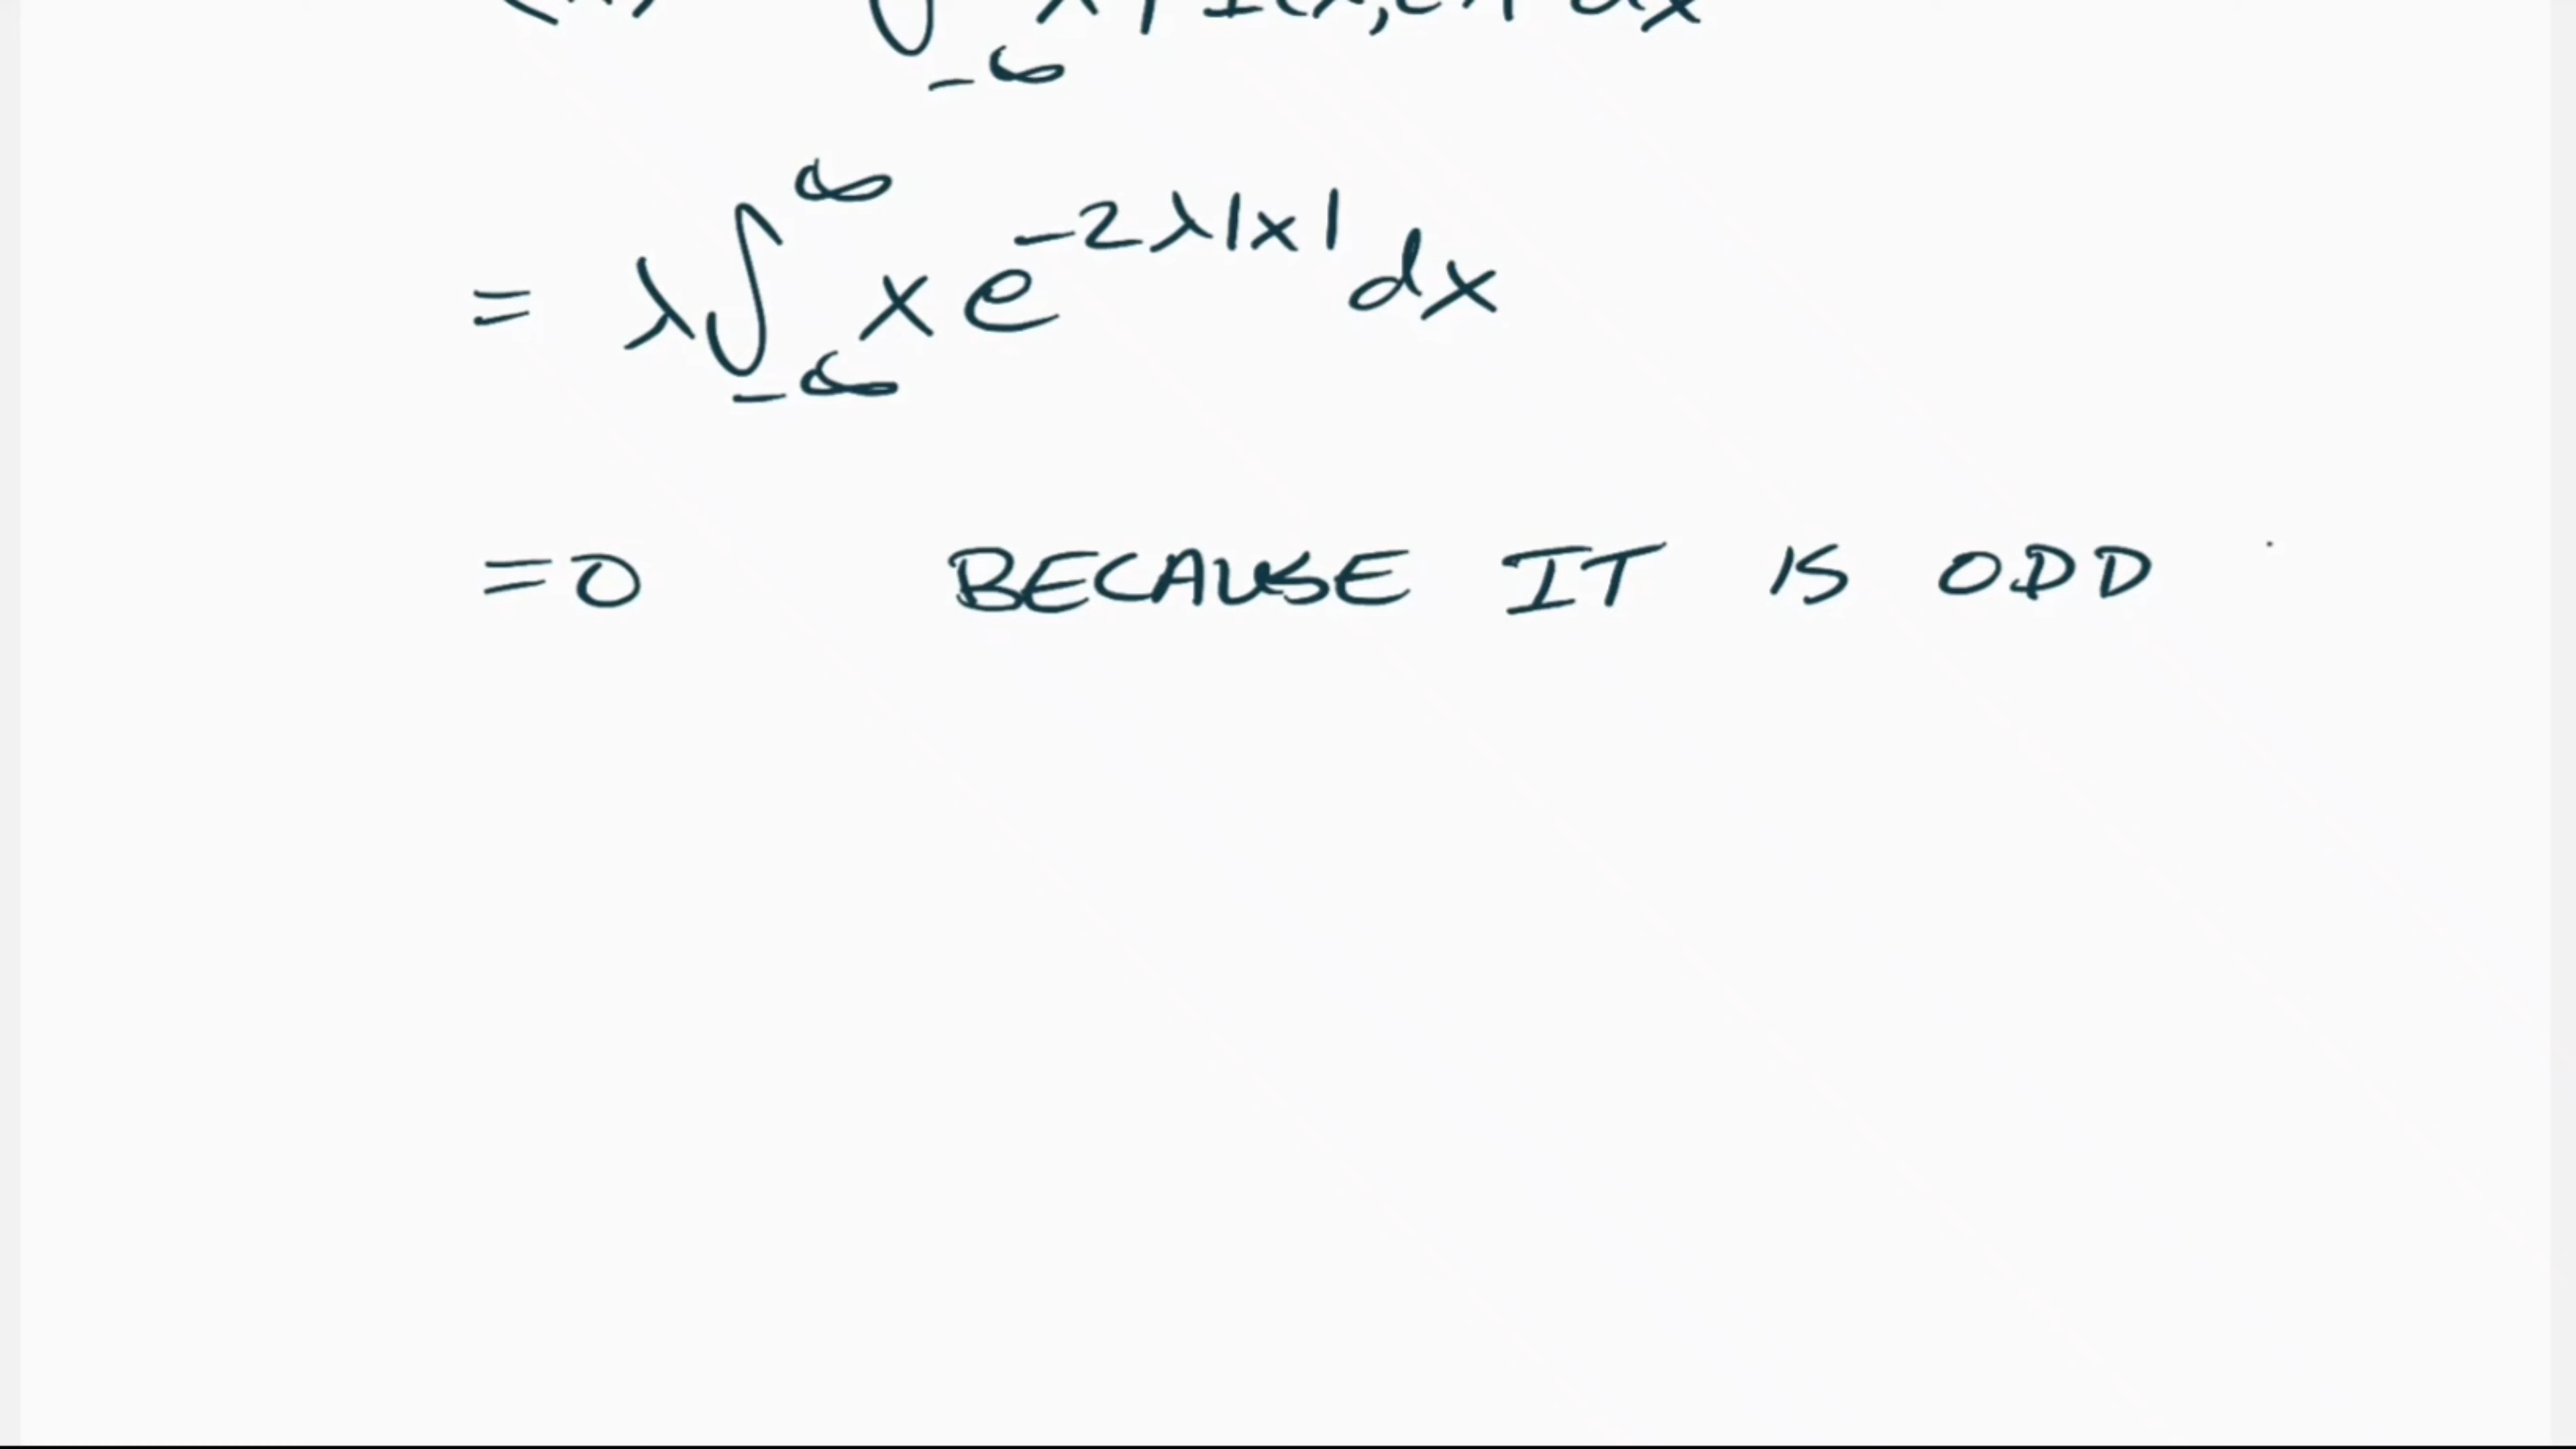 -∞
= λ∫_{-∞}^{∞} x e^{-2λ|x|} dx
=0 BECAUSE IT IS ODD